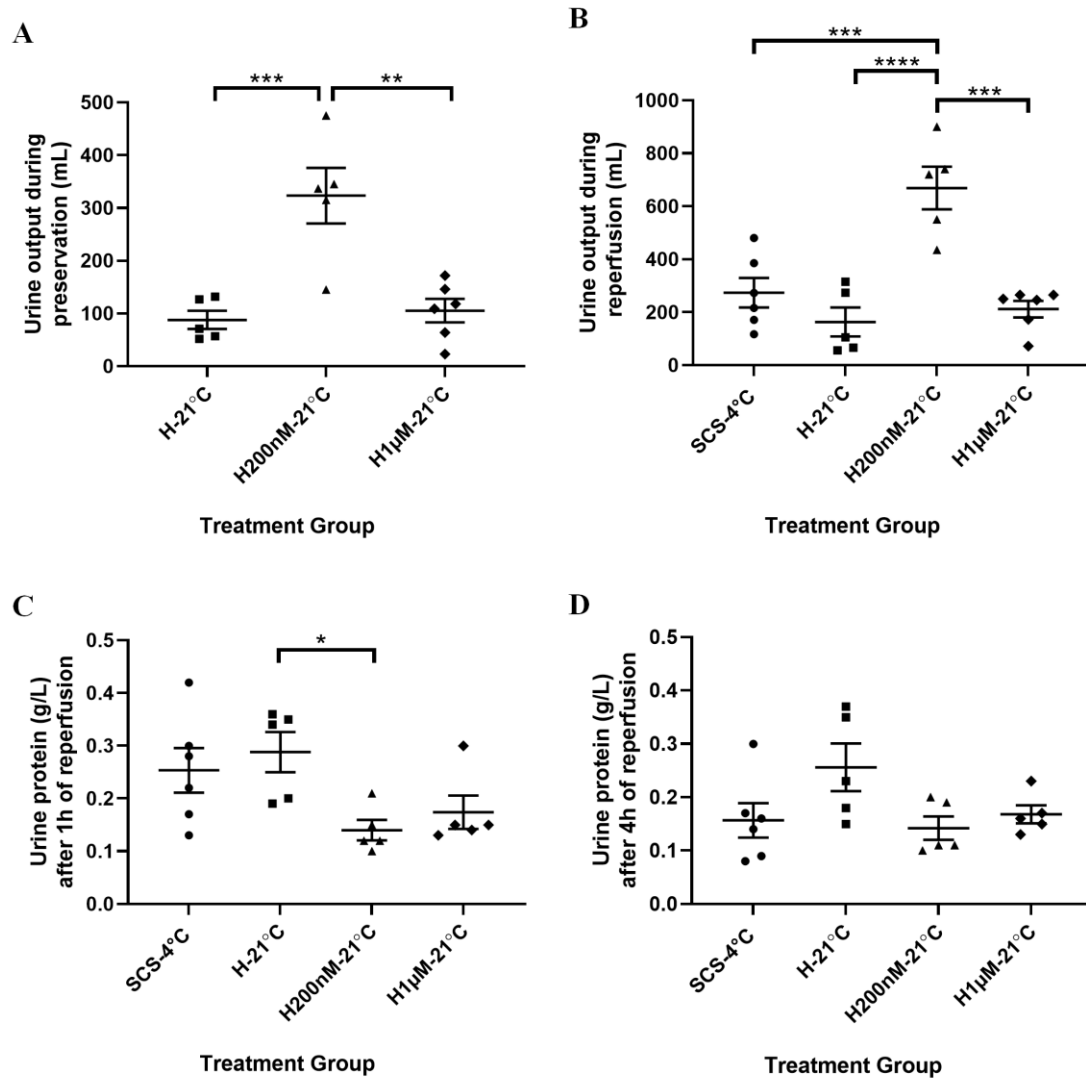 A
***
**
500
400
300
200
100
0
Urine output during
preservation (mL)
H-21°C
H200nM-21°C
H1µM-21°C
Treatment Group
B
***
****
***
1000
800
600
400
200
0
Urine output during
reperfusion (mL)
SCS-4°C
H-21°C
H200nM-21°C
H1µM-21°C
Treatment Group
C
*
0.5
0.4
0.3
0.2
0.1
0.0
Urine protein (g/L)
after 1h of reperfusion
SCS-4°C
H-21°C
H200nM-21°C
H1µM-21°C
Treatment Group
D
0.5
0.4
0.3
0.2
0.1
0.0
Urine protein (g/L)
after 4h of reperfusion
SCS-4°C
H-21°C
H200nM-21°C
H1µM-21°C
Treatment Group